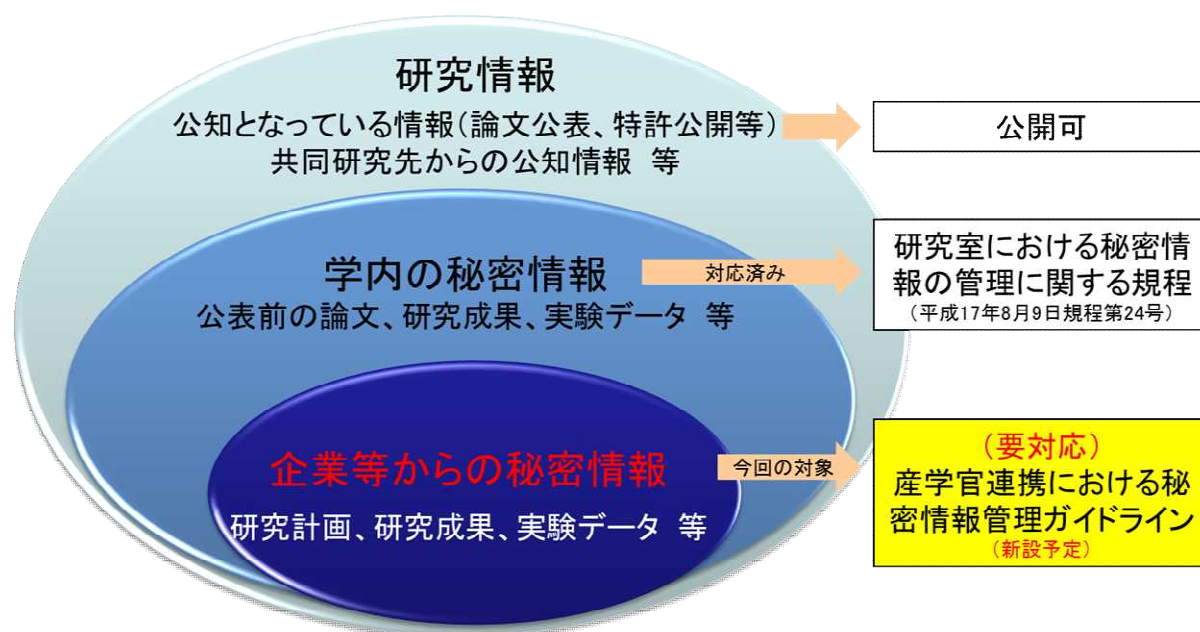 研究情報
公知となっている情報(論文公表、特許公開等)
共同研究先からの公知情報 等
公開可
学内の秘密情報
公表前の論文、研究成果、実験データ 等
対応済み
研究室における秘密情
報の管理に関する規程
(平成17年8月9日規程第24号)
企業等からの秘密情報
研究計画、研究成果、実験データ 等
今回の対象
(要対応)
産学官連携における秘
密情報管理ガイドライン
(新設予定)